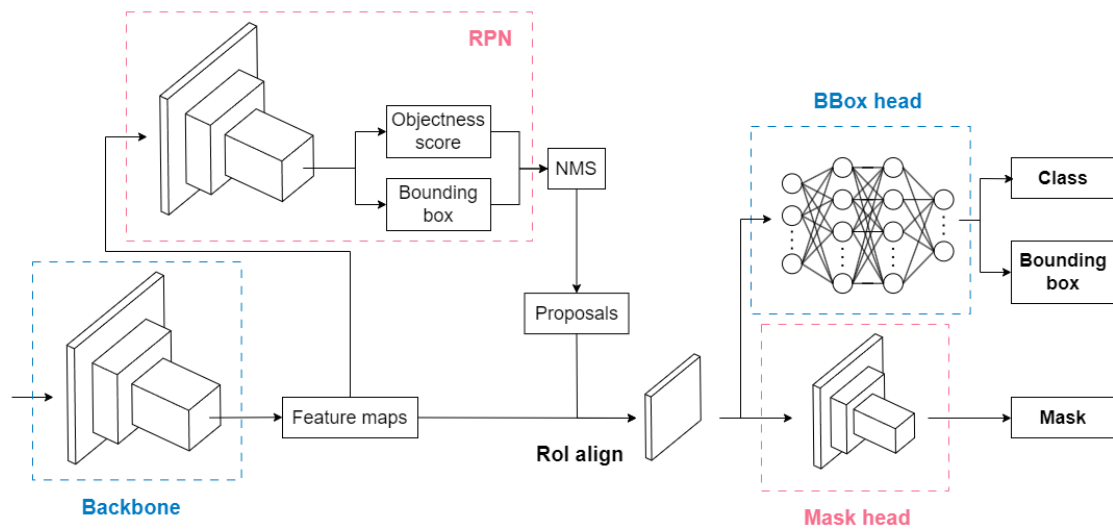 RPN
Objectness
score
Bounding
box
NMS
Proposals
Backbone
Feature maps
RoI align
BBox head
Class
Bounding
box
Mask
Mask head